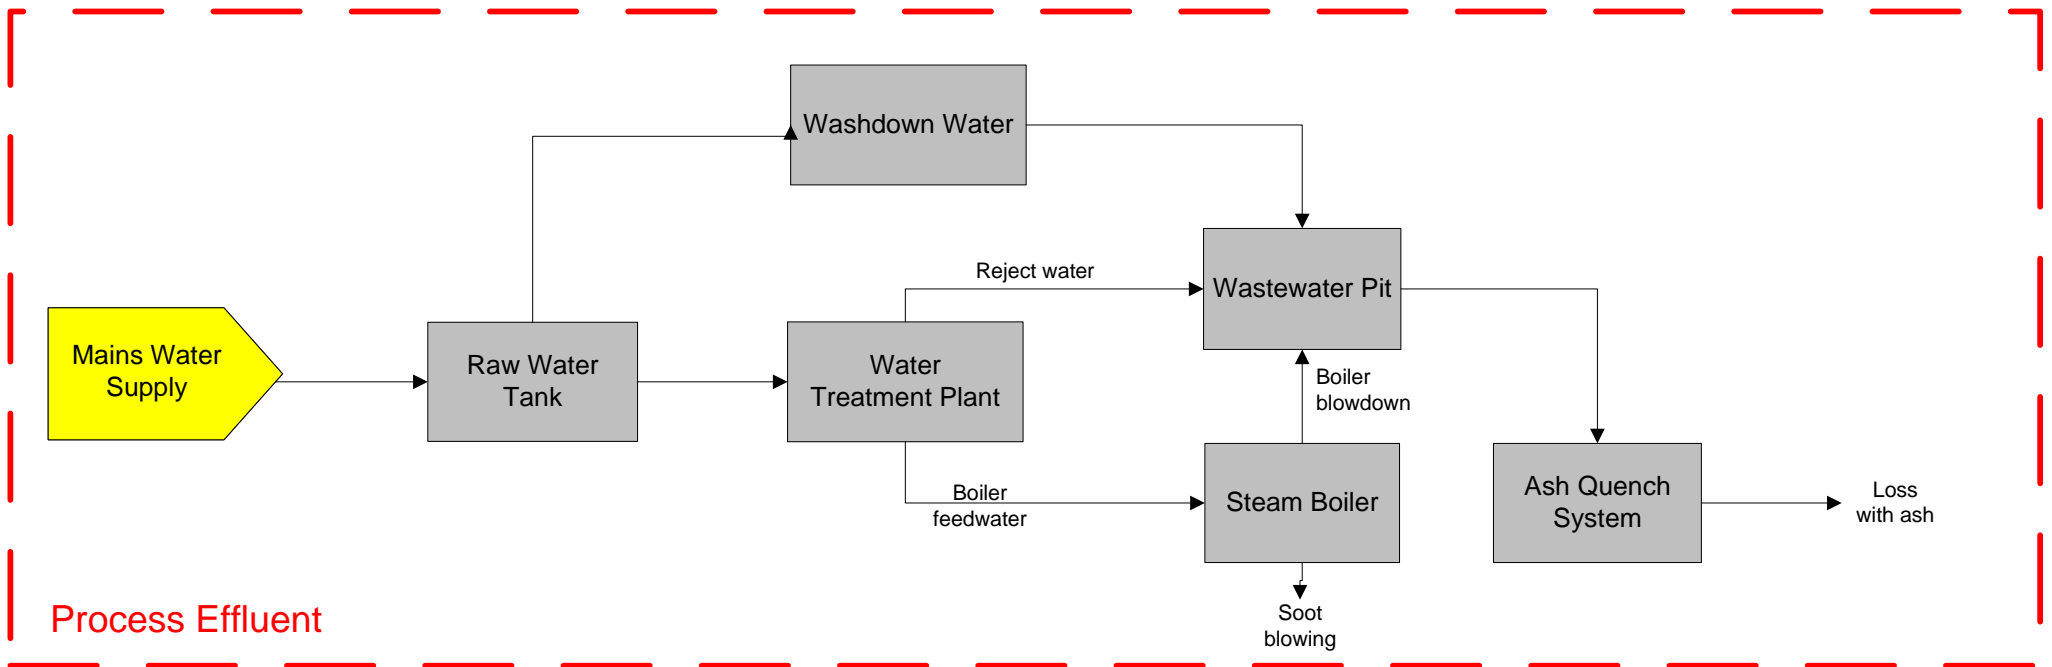 Washdown Water
Reject water
Wastewater Pit
Mains Water
Supply
Raw Water
Tank
Water
Treatment Plant
Boiler
blowdown
Boiler
feedwater
Steam Boiler
Ash Quench
System
Loss
with ash
Soot
blowing
Process Effluent